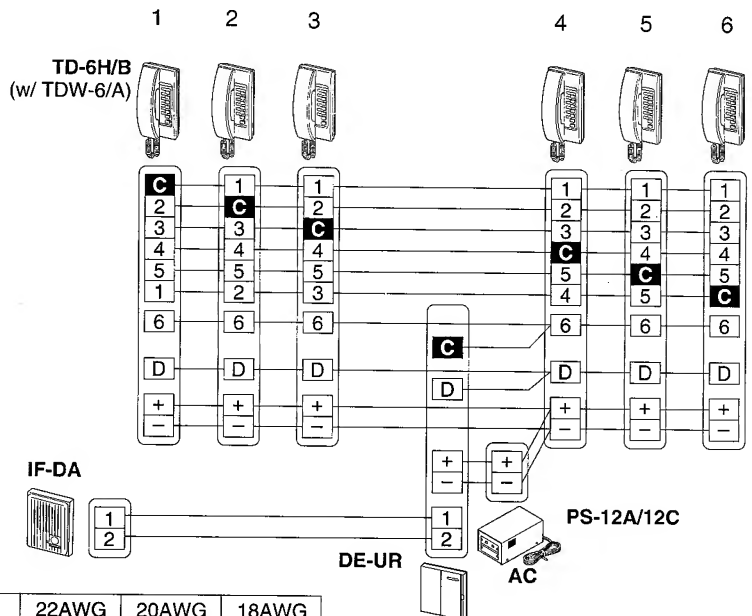 1 2 3 4 5 6
TD-6H/B
(w/ TDW-6/A)
C 1 1 1 1 1
2 C 2 2 2 2
3 3 C 3 3 3
4 4 4 C 4 4
5 5 5 5 C 5
1 2 3 4 5 C
6 6 6 6 6 6
C
D D D D D D
D
+ + + + + +
− − − − − −
+ +
− −
IF-DA
1 1
2 2
PS-12A/12C
DE-UR
AC
22AWG 20AWG 18AWG